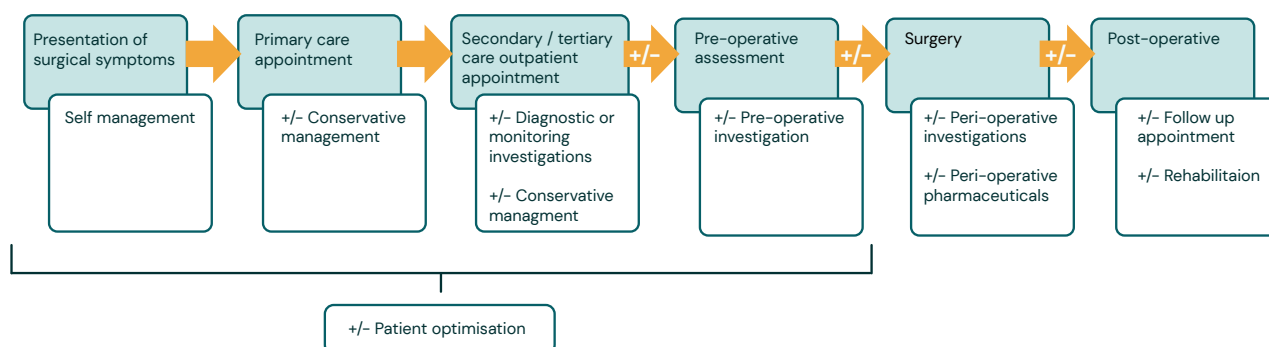 Presentation of
surgical symptoms
Self management
Primary care
appointment
+/- Conservative
management
Secondary / tertiary
care outpatient
appointment
+/- Diagnostic or
monitoring
investigations
+/- Conservative
managment
+/-
Pre-operative
assessment
+/- Pre-operative
investigation
+/-
Surgery
+/- Peri-operative
investigations
+/- Peri-operative
pharmaceuticals
+/-
Post-operative
+/- Follow up
appointment
+/- Rehabilitaion
+/- Patient optimisation